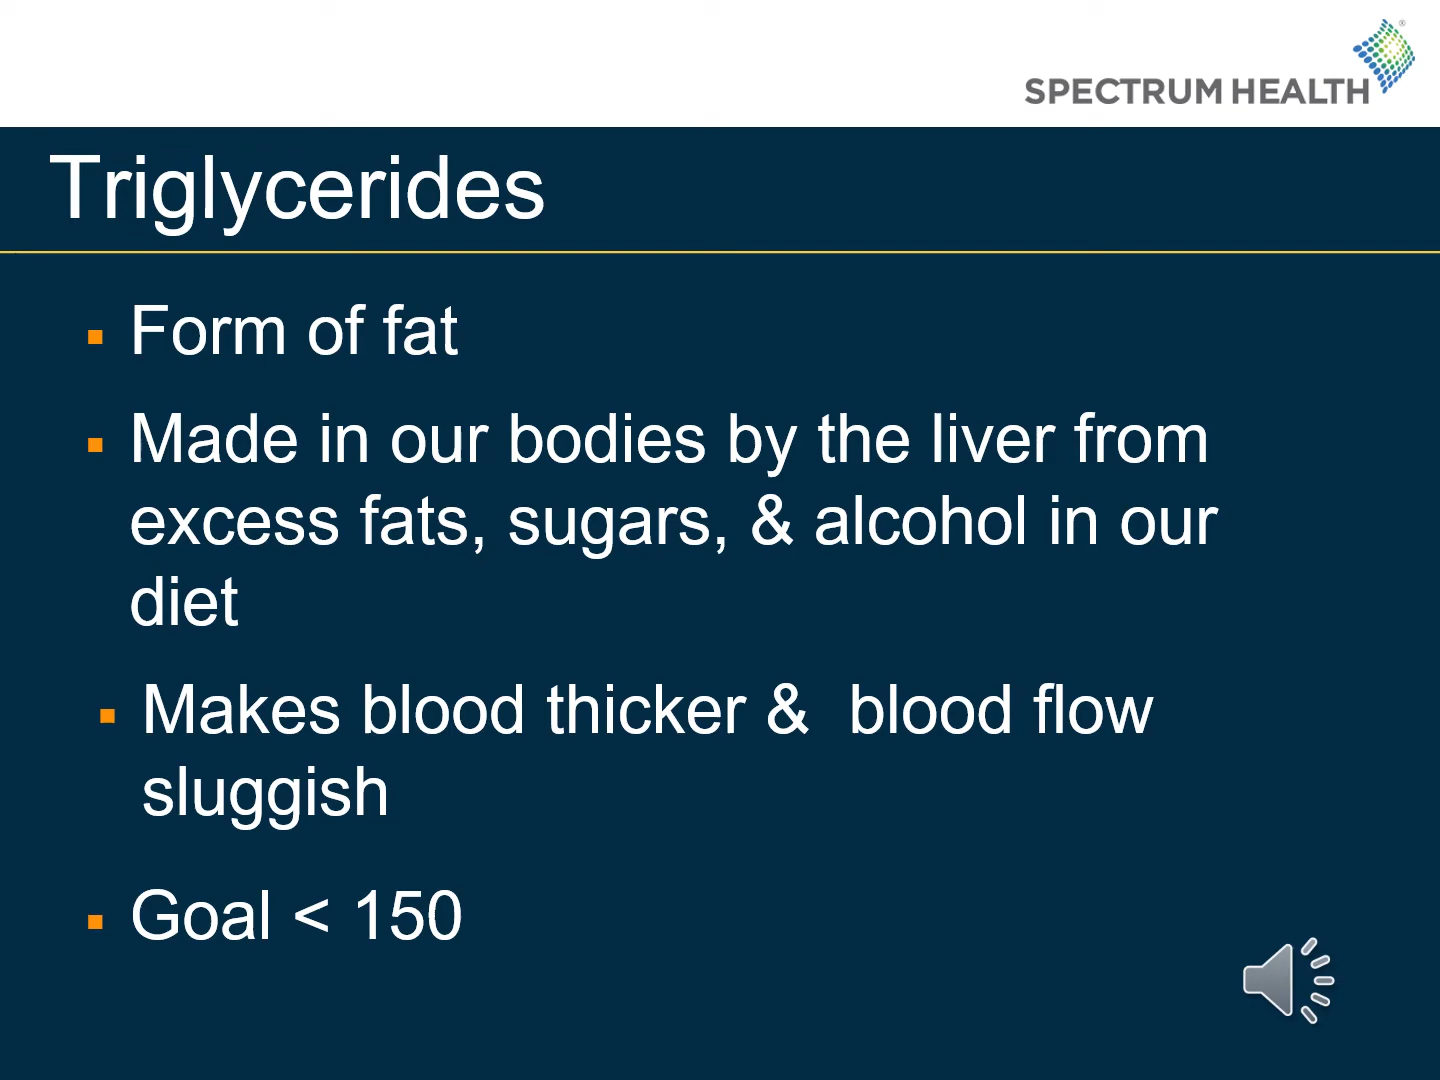 SPECTRUM HEALTH®
Triglycerides
▪ Form of fat
▪ Made in our bodies by the liver from
excess fats, sugars, & alcohol in our
diet
▪ Makes blood thicker &  blood flow
sluggish
▪ Goal < 150